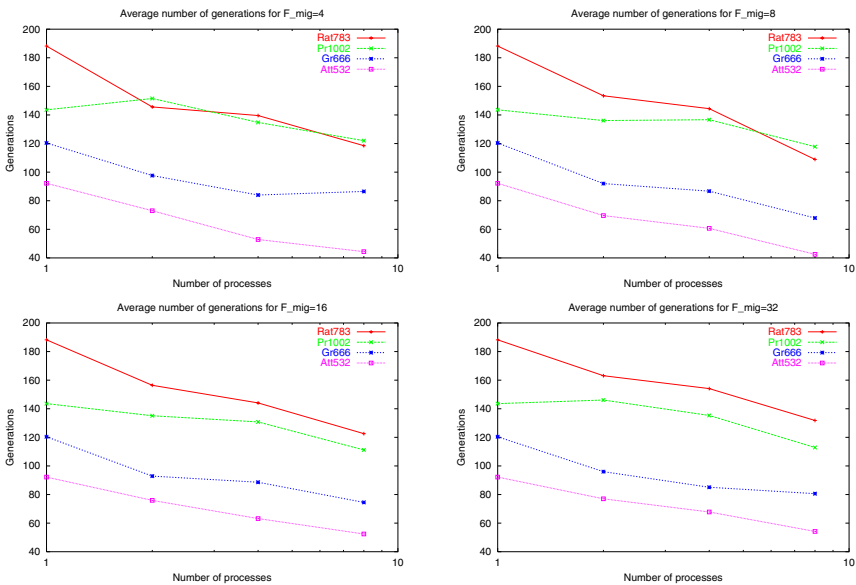 Average number of generations for F_mig=4
Generations
200
180
160
140
120
100
80
60
40
1
10
Number of processes
Rat783
Pr1002
Gr666
Att532
Average number of generations for F_mig=8
Generations
200
180
160
140
120
100
80
60
40
1
10
Number of processes
Rat783
Pr1002
Gr666
Att532
Average number of generations for F_mig=16
Generations
200
180
160
140
120
100
80
60
40
1
10
Number of processes
Rat783
Pr1002
Gr666
Att532
Average number of generations for F_mig=32
Generations
200
180
160
140
120
100
80
60
40
1
10
Number of processes
Rat783
Pr1002
Gr666
Att532